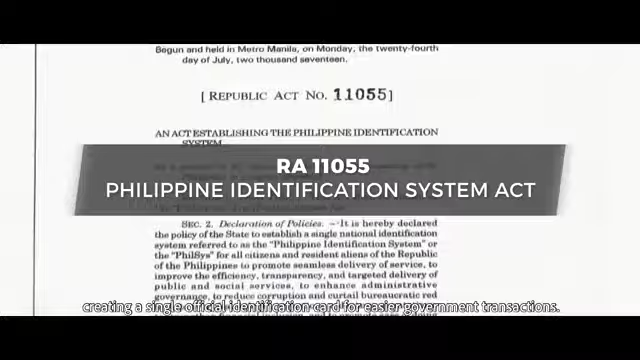 Begun and held in Metro Manila, on Monday, the twenty-fourth
day of July, two thousand seventeen.
[ REPUBLIC ACT NO. 11055 ]
AN ACT ESTABLISHING THE PHILIPPINE IDENTIFICATION
SYSTEM
RA 11055
PHILIPPINE IDENTIFICATION SYSTEM ACT
SEC. 2. Declaration of Policies. – It is hereby declared
the policy of the State to establish a single national identification
system referred to as the "Philippine Identification System" or
the "PhilSys" for all citizens and resident aliens of the Republic
of the Philippines to promote seamless delivery of service, to
improve the efficiency, transparency, and targeted delivery of
public and social services, to enhance administrative
governance, to reduce corruption and curtail bureaucratic red
creating a single official identification card for easier government transactions.